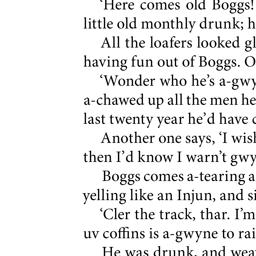 'Here comes old Boggs!
little old monthly drunk; h
All the loafers looked gl
having fun out of Boggs. O
'Wonder who he's a-gwy
a-chawed up all the men he
last twenty year he'd have
Another one says, 'I wish
then I'd know I warn't gwy
Boggs comes a-tearing a
yelling like an Injun, and si
'Cler the track, thar. I'm
uv coffins is a-gwyne to rai
He was drunk, and wea